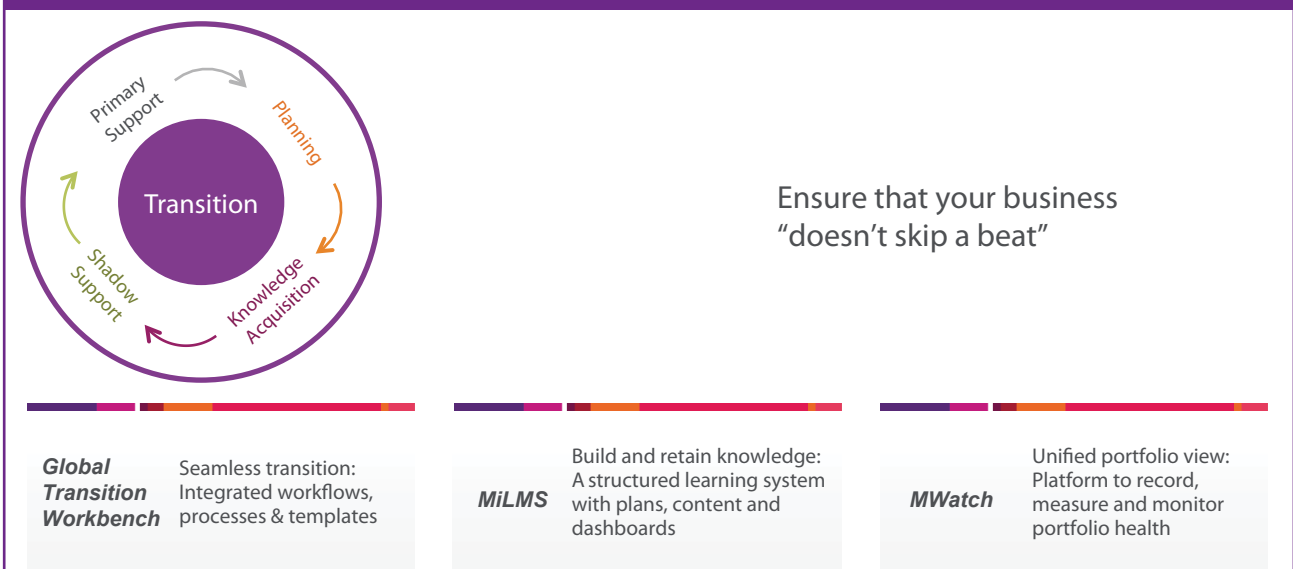 Primary
Support
Planning
Transition
Knowledge
Acquisition
Shadow
Support
Ensure that your business
“doesn’t skip a beat”
Global
Transition
Workbench
Seamless transition:
Integrated workflows,
processes & templates
MiLMS
Build and retain knowledge:
A structured learning system
with plans, content and
dashboards
MWatch
Unified portfolio view:
Platform to record,
measure and monitor
portfolio health